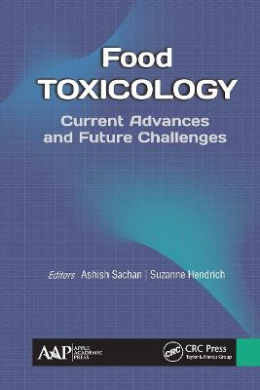 Food
TOXICOLOGY
Current Advances
and Future Challenges
Editors Ashish Sachan | Suzanne Hendrich
AAP APPLE ACADEMIC PRESS
CRC Press
Taylor & Francis Group